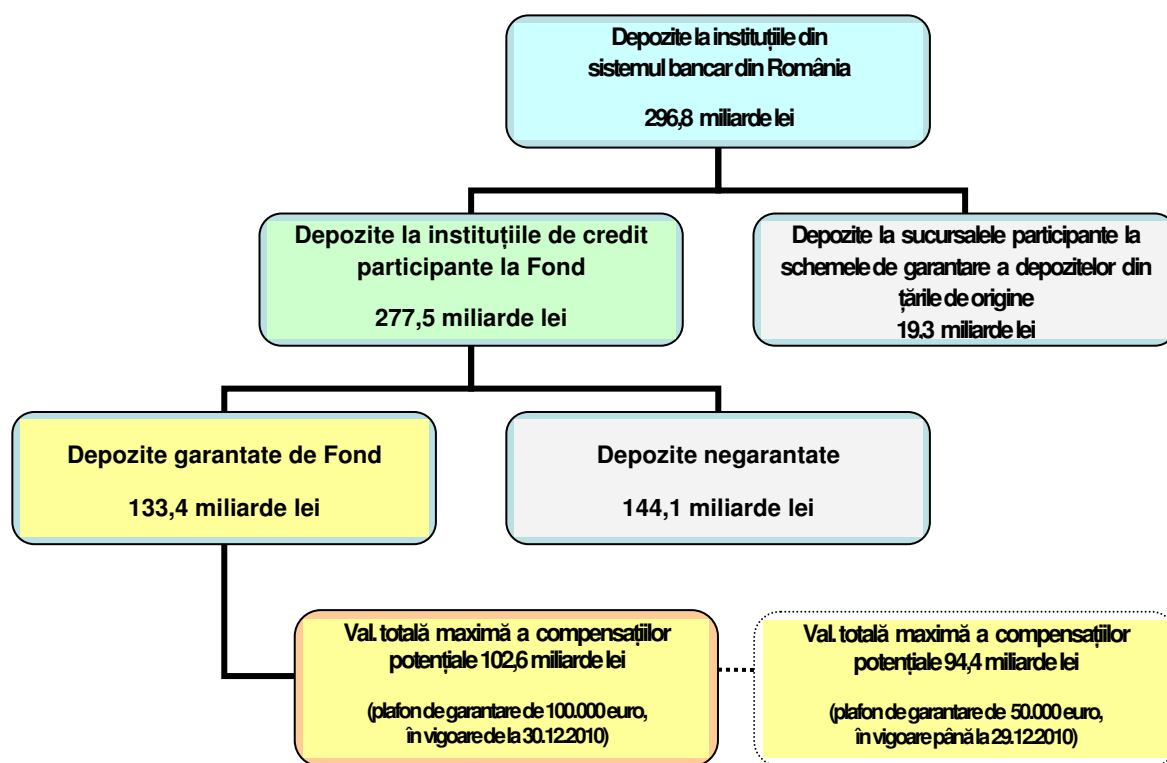 Depozite la instituțiile din
sistemul bancar din România
296,8 miliarde lei
Depozite la instituțiile de credit
participante la Fond
277,5 miliarde lei
Depozite la sucursalele participante la
schemele de garantare a depozitelor din
țările de origine
19,3 miliarde lei
Depozite garantate de Fond
133,4 miliarde lei
Depozite negarantate
144,1 miliarde lei
Val. totală maximă a compensațiilor
potențiale 102,6 miliarde lei
(plafon de garantare de 100.000 euro,
în vigoare de la 30.12.2010)
Val. totală maximă a compensațiilor
potențiale 94,4 miliarde lei
(plafon de garantare de 50.000 euro,
în vigoare până la 29.12.2010)